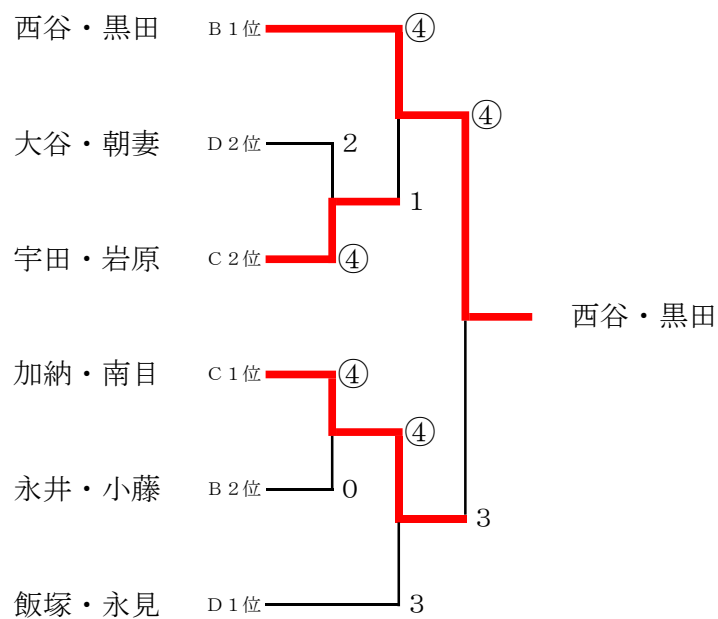 西谷・黒田 B1位 ④
④
大谷・朝妻 D2位 2
1
宇田・岩原 C2位 ④
西谷・黒田
加納・南目 C1位 ④
④
永井・小藤 B2位 0
3
飯塚・永見 D1位 3